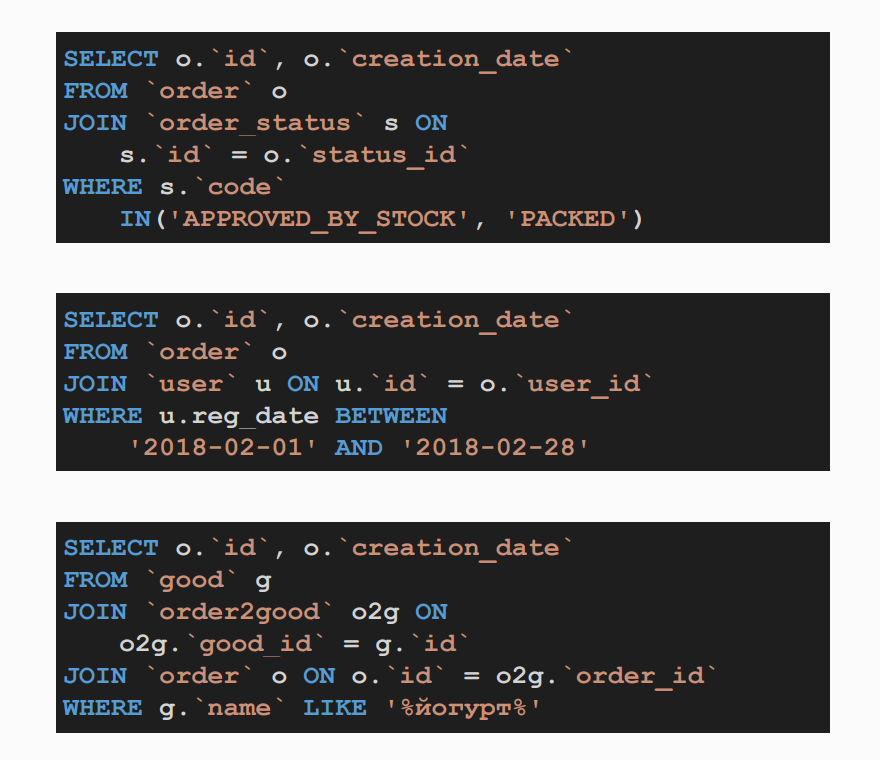 SELECT o.`id`, o.`creation_date`
FROM `order` o
JOIN `order_status` s ON
s.`id` = o.`status_id`
WHERE s.`code`
IN('APPROVED_BY_STOCK', 'PACKED')
SELECT o.`id`, o.`creation_date`
FROM `order` o
JOIN `user` u ON u.`id` = o.`user_id`
WHERE u.reg_date BETWEEN
'2018-02-01' AND '2018-02-28'
SELECT o.`id`, o.`creation_date`
FROM `good` g
JOIN `order2good` o2g ON
o2g.`good_id` = g.`id`
JOIN `order` o ON o.`id` = o2g.`order_id`
WHERE g.`name` LIKE '%йогурт%'